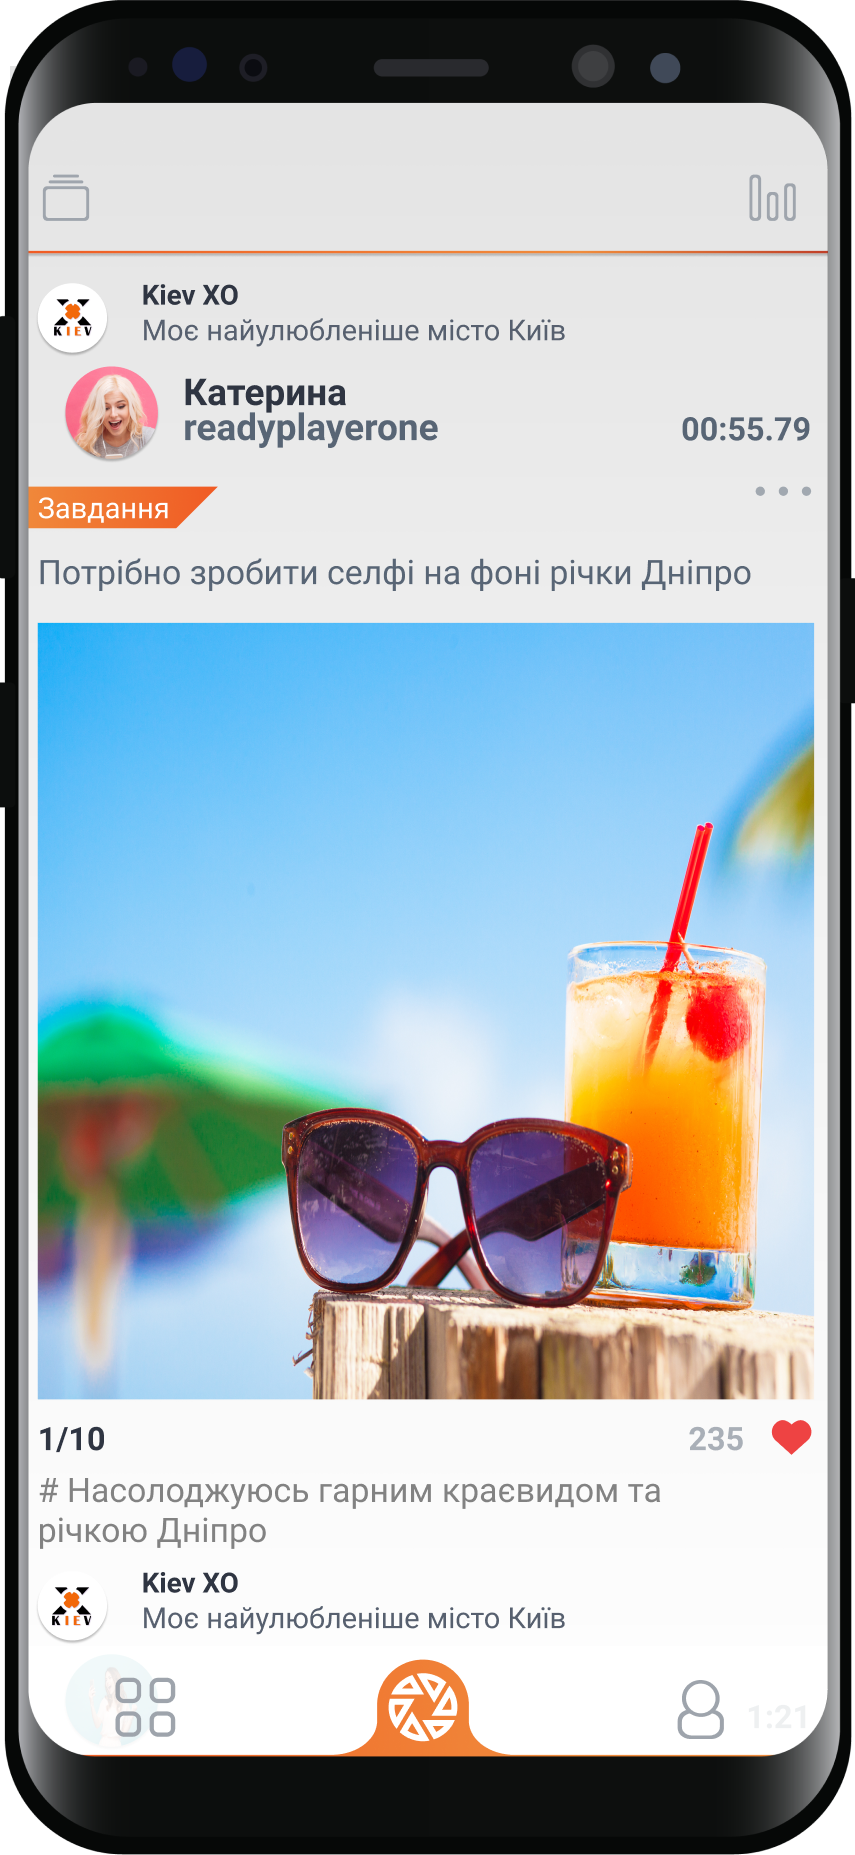 Kiev XO
Моє найулюбленіше місто Київ
KIEV
Катерина
readyplayerone
00:55.79
Завдання
Потрібно зробити селфі на фоні річки Дніпро
1/10
235
# Насолоджуюсь гарним краєвидом та
річкою Дніпро
Kiev XO
Моє найулюбленіше місто Київ
KIEV
1:21